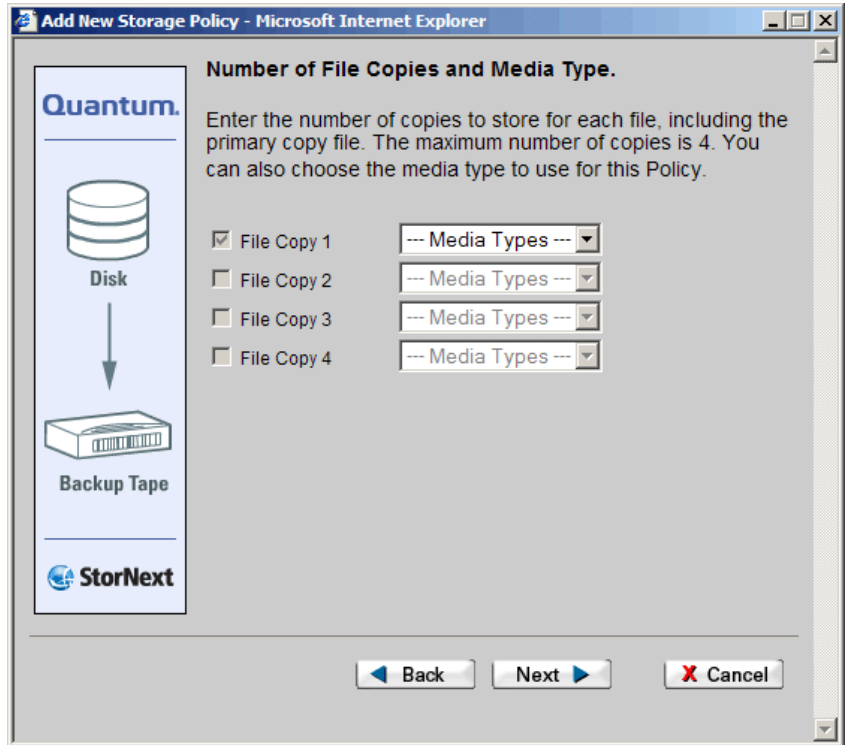 Add New Storage Policy - Microsoft Internet Explorer
Number of File Copies and Media Type.
Quantum.
Enter the number of copies to store for each file, including the
primary copy file. The maximum number of copies is 4. You
can also choose the media type to use for this Policy.
File Copy 1 --- Media Types ---
File Copy 2 --- Media Types ---
File Copy 3 --- Media Types ---
File Copy 4 --- Media Types ---
Disk
Backup Tape
StorNext
Back Next X Cancel